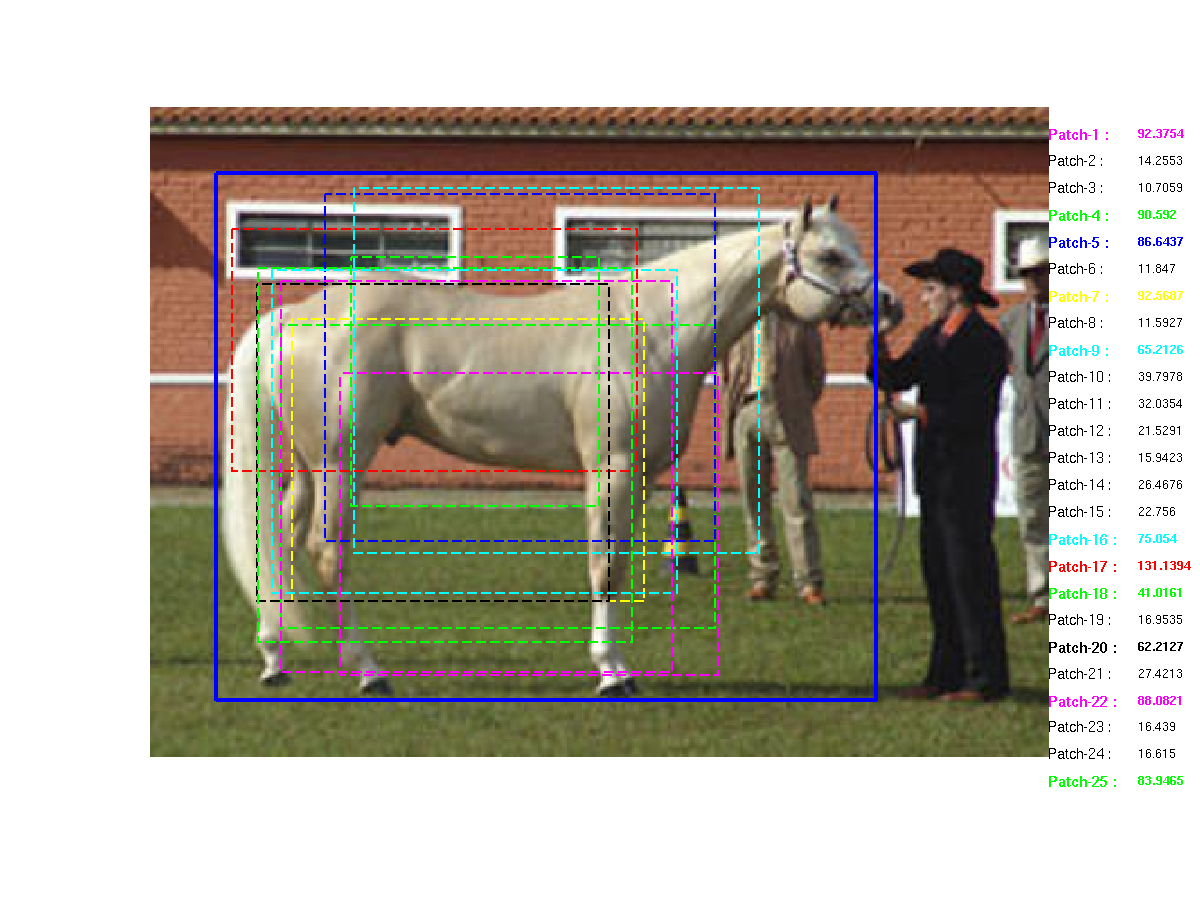 Patch-1 : 92.3754
Patch-2 : 14.2553
Patch-3 : 10.7059
Patch-4 : 90.592
Patch-5 : 86.6437
Patch-6 : 11.847
Patch-7 : 92.5687
Patch-8 : 11.5927
Patch-9 : 65.2126
Patch-10 : 39.7978
Patch-11 : 32.0354
Patch-12 : 21.5291
Patch-13 : 15.9423
Patch-14 : 26.4676
Patch-15 : 22.756
Patch-16 : 75.054
Patch-17 : 131.1394
Patch-18 : 41.0161
Patch-19 : 16.9535
Patch-20 : 62.2127
Patch-21 : 27.4213
Patch-22 : 88.0821
Patch-23 : 16.439
Patch-24 : 16.615
Patch-25 : 83.9465